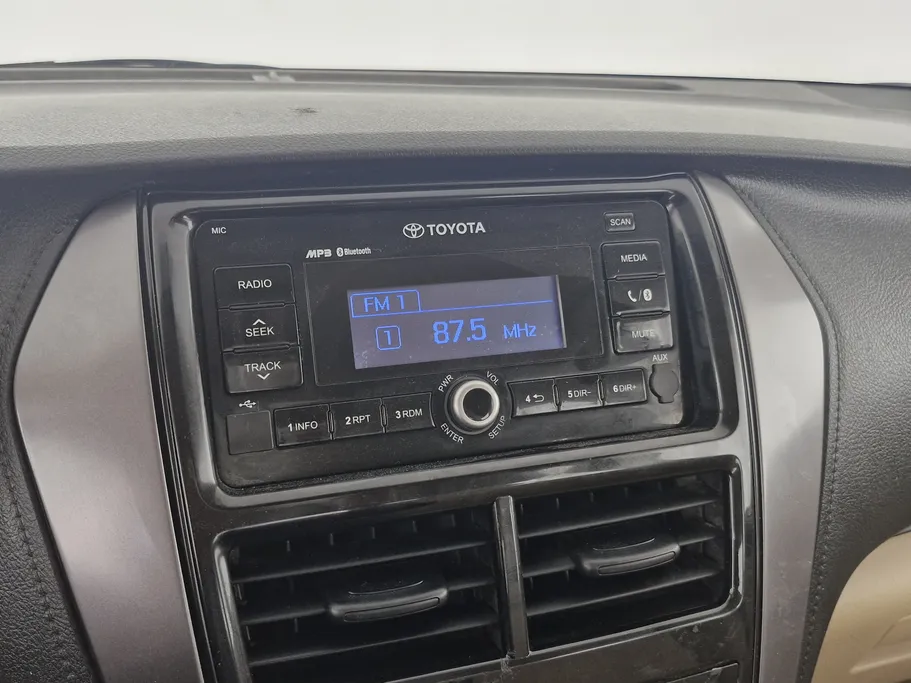 MIC
TOYOTA
SCAN
MP3 Bluetooth
RADIO
MEDIA
FM 1
SEEK
1 87.5 MHz
MUTE
TRACK
AUX
PWR VOL
1 INFO
2 RPT
3 RDM
4
5 DIR-
6 DIR+
ENTER SETUP